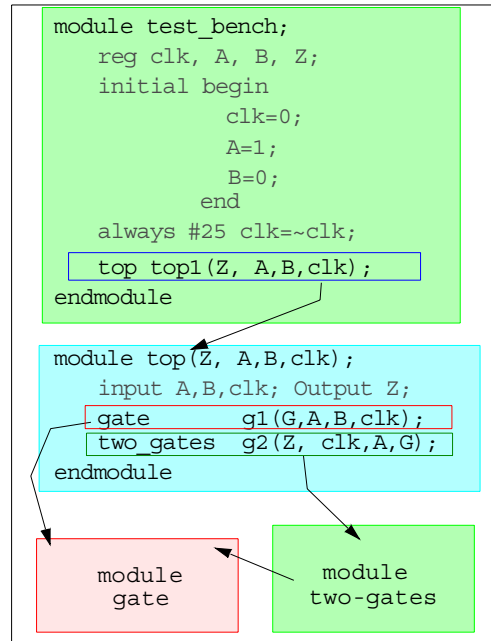 module test_bench;
reg clk, A, B, Z;
initial begin
clk=0;
A=1;
B=0;
end
always #25 clk=~clk;
top top1(Z, A,B,clk);
endmodule
module top(Z, A,B,clk);
input A,B,clk; Output Z;
gate g1(G,A,B,clk);
two_gates g2(Z, clk,A,G);
endmodule
module
gate
module
two-gates